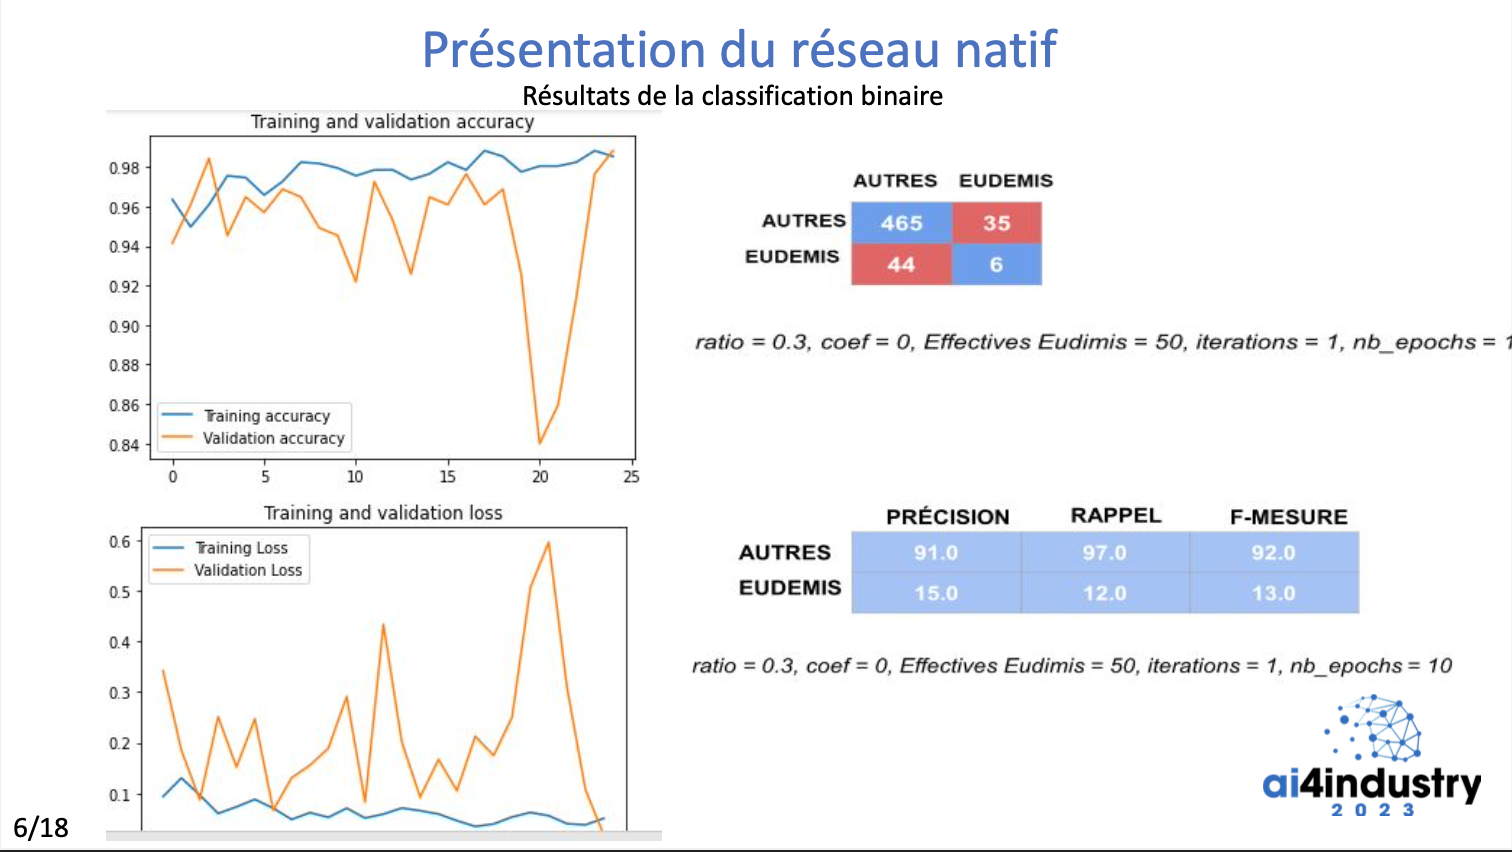 Présentation du réseau natif
Résultats de la classification binaire
Training and validation accuracy
0.98
0.96
0.94
0.92
0.90
0.88
0.86
0.84
Training accuracy
Validation accuracy
0 5 10 15 20 25
Training and validation loss
0.6
0.5
0.4
0.3
0.2
0.1
Training Loss
Validation Loss
AUTRES EUDEMIS
AUTRES 465 35
EUDEMIS 44 6
ratio = 0.3, coef = 0, Effectives Eudimis = 50, iterations = 1, nb_epochs = 1
PRÉCISION RAPPEL F-MESURE
AUTRES 91.0 97.0 92.0
EUDEMIS 15.0 12.0 13.0
ratio = 0.3, coef = 0, Effectives Eudimis = 50, iterations = 1, nb_epochs = 10
ai4industry
2023
6/18